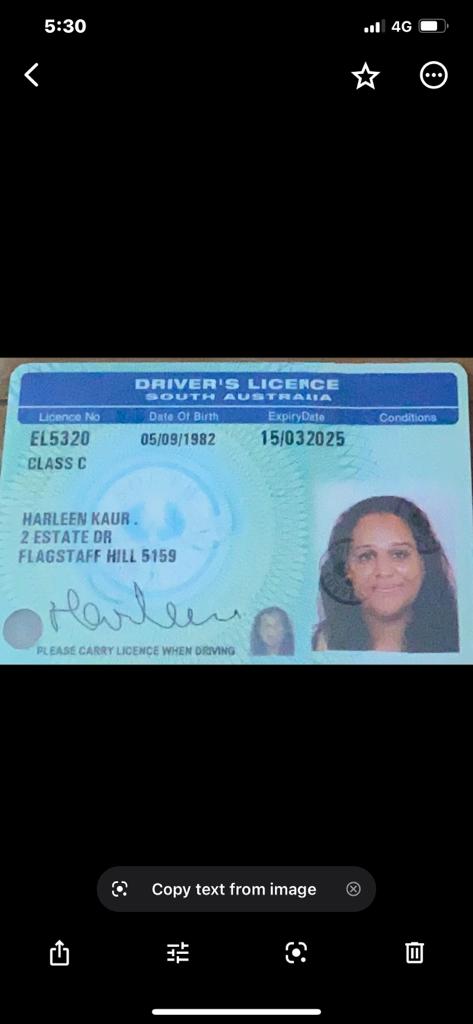 5:30
4G
DRIVER'S LICENCE
SOUTH AUSTRALIA
Licence No Date Of Birth ExpiryDate Conditions
EL5320 05/09/1982 15/032025
CLASS C
HARLEEN KAUR .
2 ESTATE DR
FLAGSTAFF HILL 5159
Harleen
PLEASE CARRY LICENCE WHEN DRIVING
Copy text from image